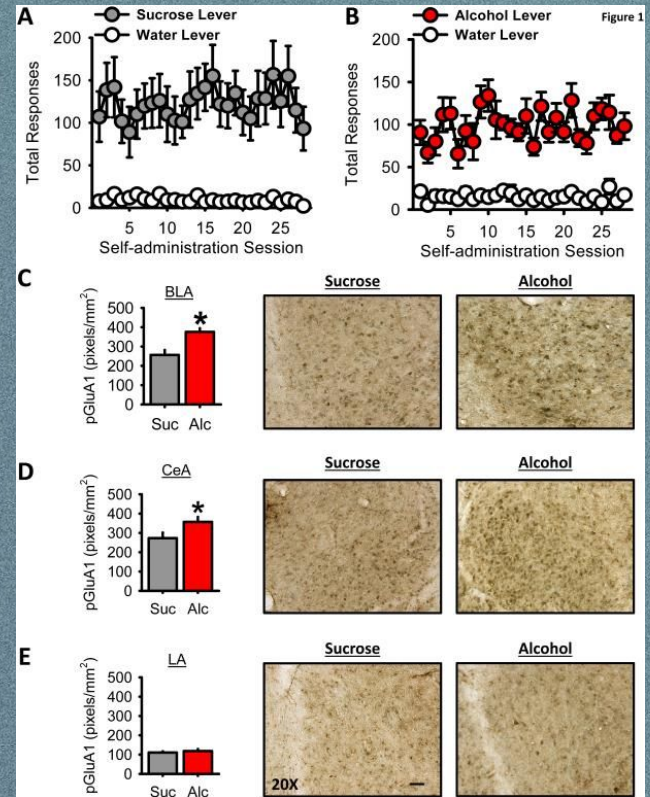 A
Sucrose Lever
Water Lever
Total Responses
200
150
100
50
0
5 10 15 20 25
Self-administration Session
B
Alcohol Lever
Water Lever
Figure 1
Total Responses
200
150
100
50
0
5 10 15 20 25
Self-administration Session
C
BLA
pGluA1 (pixels/mm²)
500
400
300
200
100
0
*
Suc Alc
Sucrose
Alcohol
D
CeA
pGluA1 (pixels/mm²)
500
400
300
200
100
0
*
Suc Alc
Sucrose
Alcohol
E
LA
pGluA1 (pixels/mm²)
500
400
300
200
100
0
Suc Alc
Sucrose
20X
Alcohol